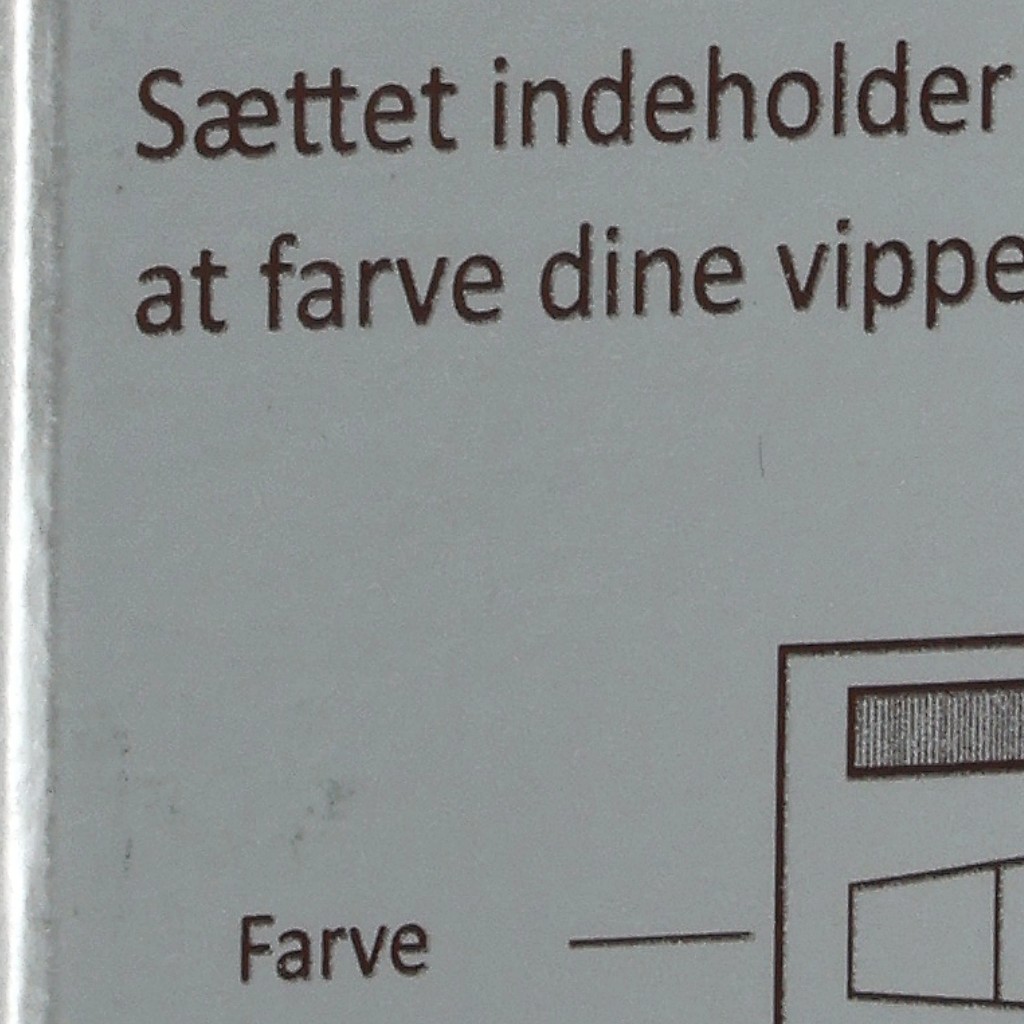 Sættet indeholder
at farve dine vippe
Farve